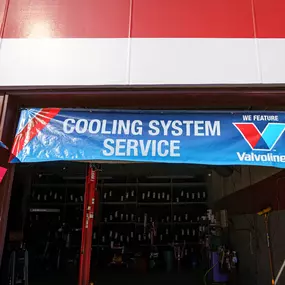 COOLING SYSTEM
SERVICE
WE FEATURE
Valvoline